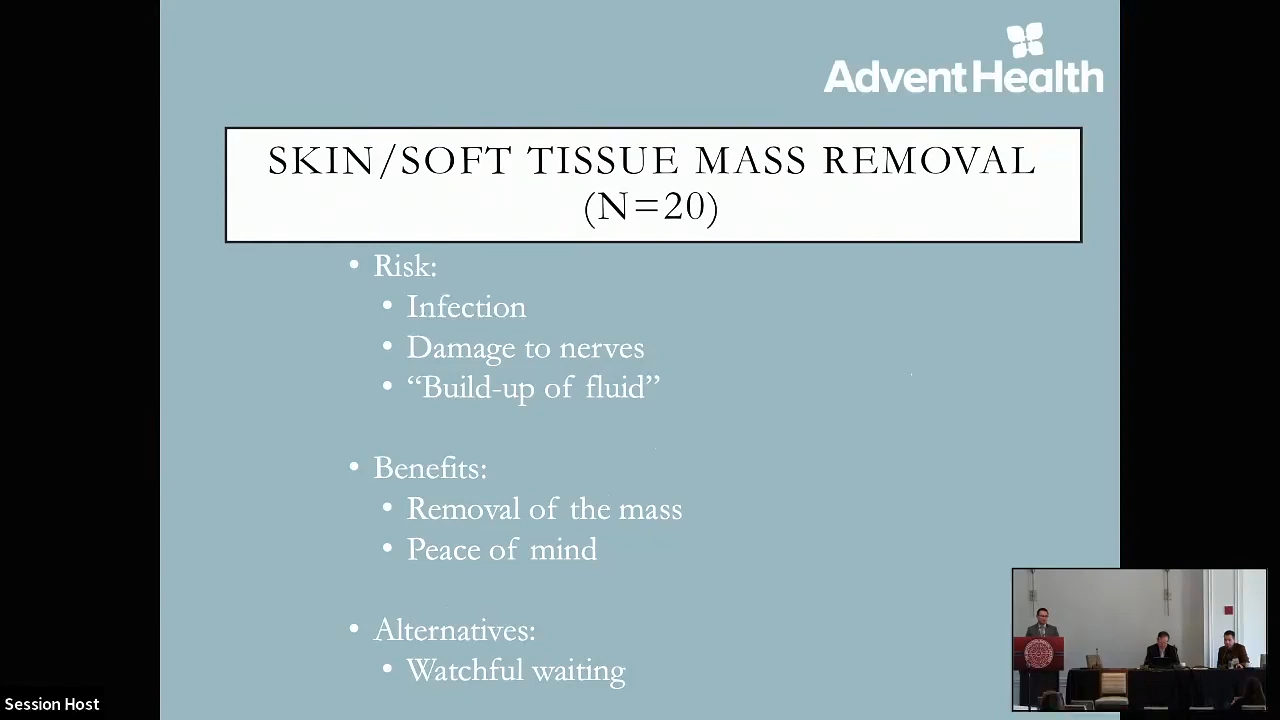 AdventHealth
SKIN/SOFT TISSUE MASS REMOVAL
(N=20)
• Risk:
• Infection
• Damage to nerves
• “Build-up of fluid”
• Benefits:
• Removal of the mass
• Peace of mind
• Alternatives:
• Watchful waiting
Session Host